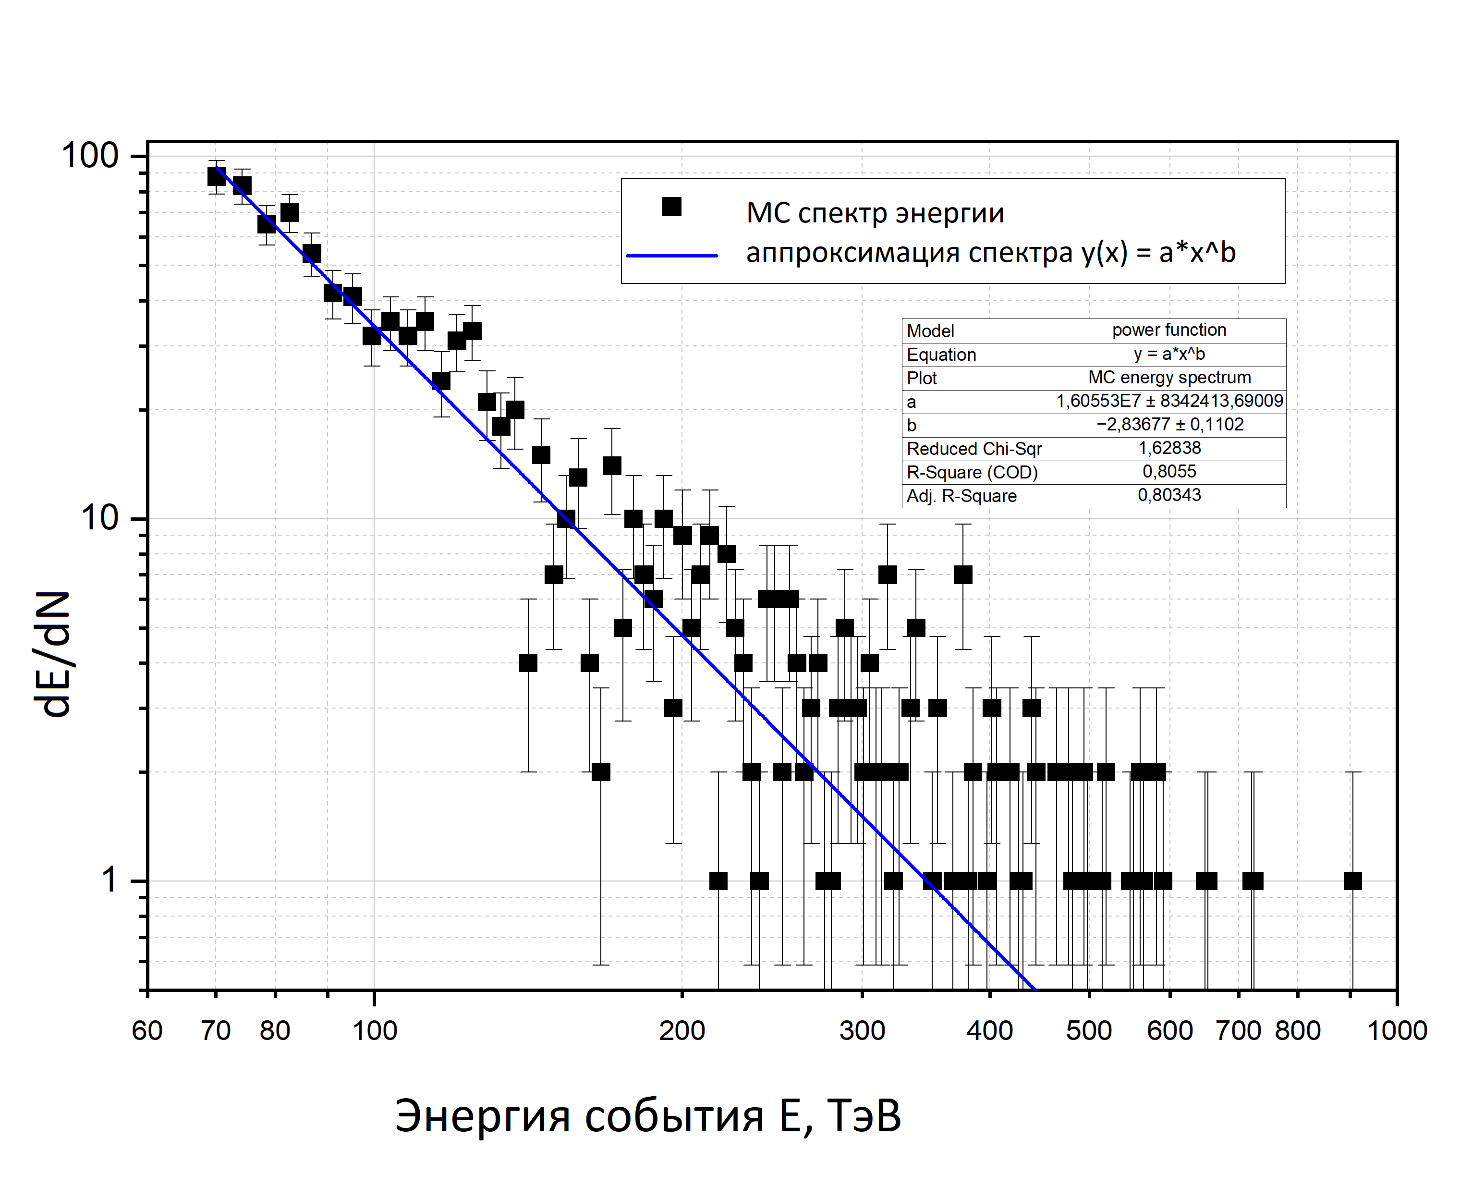 100
10
1
dE/dN
МС спектр энергии
аппроксимация спектра y(x) = a*x^b
Model power function
Equation y = a*x^b
Plot MC energy spectrum
a 1,60553E7 ± 8342413,69009
b −2,83677 ± 0,1102
Reduced Chi-Sqr 1,62838
R-Square (COD) 0,8055
Adj. R-Square 0,80343
60 70 80 100 200 300 400 500 600 700 800 1000
Энергия события E, ТэВ